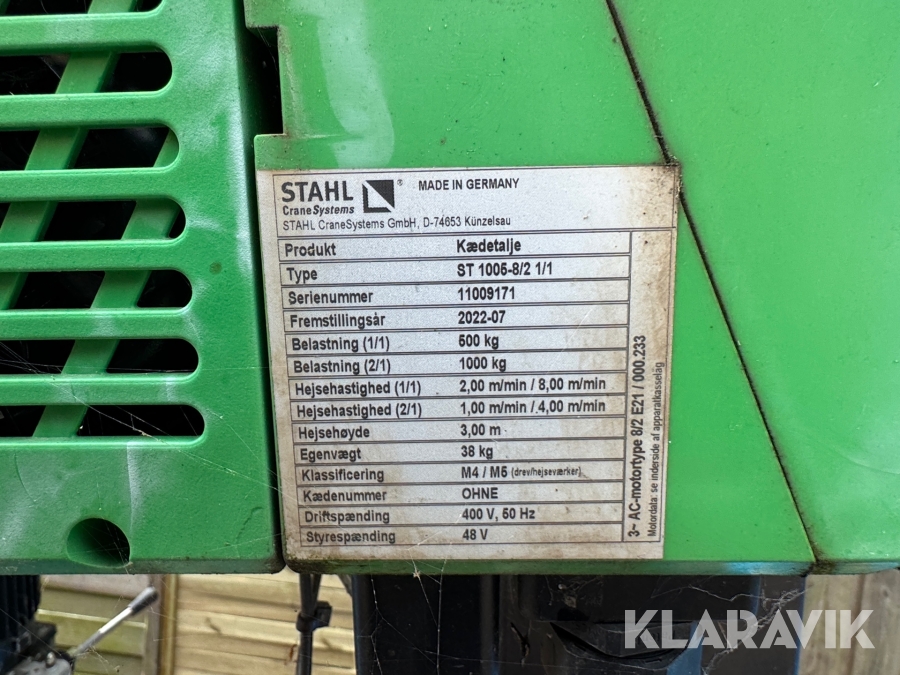 STAHL ® MADE IN GERMANY
CraneSystems
STAHL CraneSystems GmbH, D-74653 Künzelsau
Produkt Kædetalje
Type ST 1005-8/2 1/1
Serienummer 11009171
Fremstillingsår 2022-07
Belastning (1/1) 500 kg
Belastning (2/1) 1000 kg
Hejsehastighed (1/1) 2,00 m/min / 8,00 m/min
Hejsehastighed (2/1) 1,00 m/min / 4,00 m/min
Hejsehøyde 3,00 m
Egenvægt 38 kg
Klassificering M4 / M5 (drev/hejseværker)
Kædenummer OHNE
Driftspænding 400 V, 50 Hz
Styrespænding 48 V
3~ AC-motortype 8/2 E21 / 000.233
Motordata: se inderside af apparatkasselåg
KLARAVIK